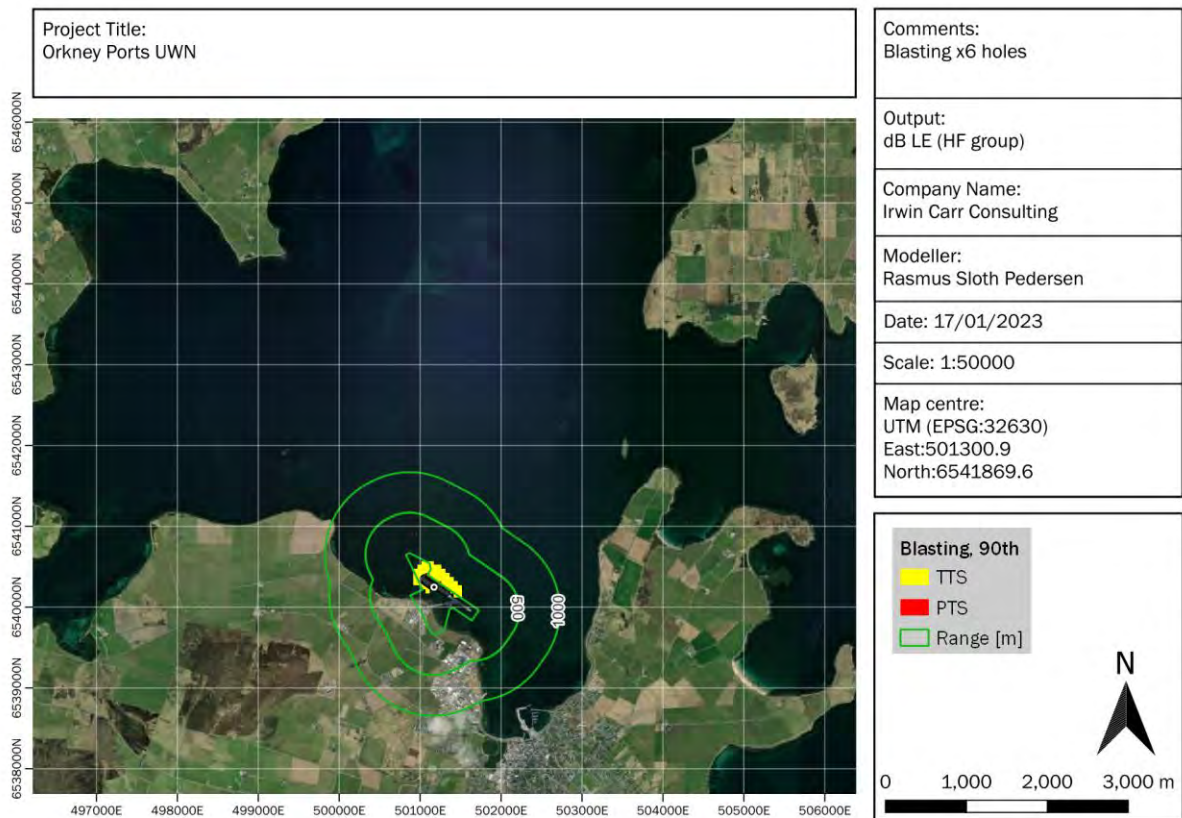 Project Title:
Orkney Ports UWN
Comments:
Blasting x6 holes
Output:
dB LE (HF group)
Company Name:
Irwin Carr Consulting
Modeller:
Rasmus Sloth Pedersen
Date: 17/01/2023
Scale: 1:50000
Map centre:
UTM (EPSG:32630)
East:501300.9
North:6541869.6
6546000N
6545000N
6544000N
6543000N
6542000N
6541000N
6540000N
6539000N
6538000N
500
1000
497000E
498000E
499000E
500000E
501000E
502000E
503000E
504000E
505000E
506000E
Blasting, 90th
TTS
PTS
Range [m]
N
0 1,000 2,000 3,000 m